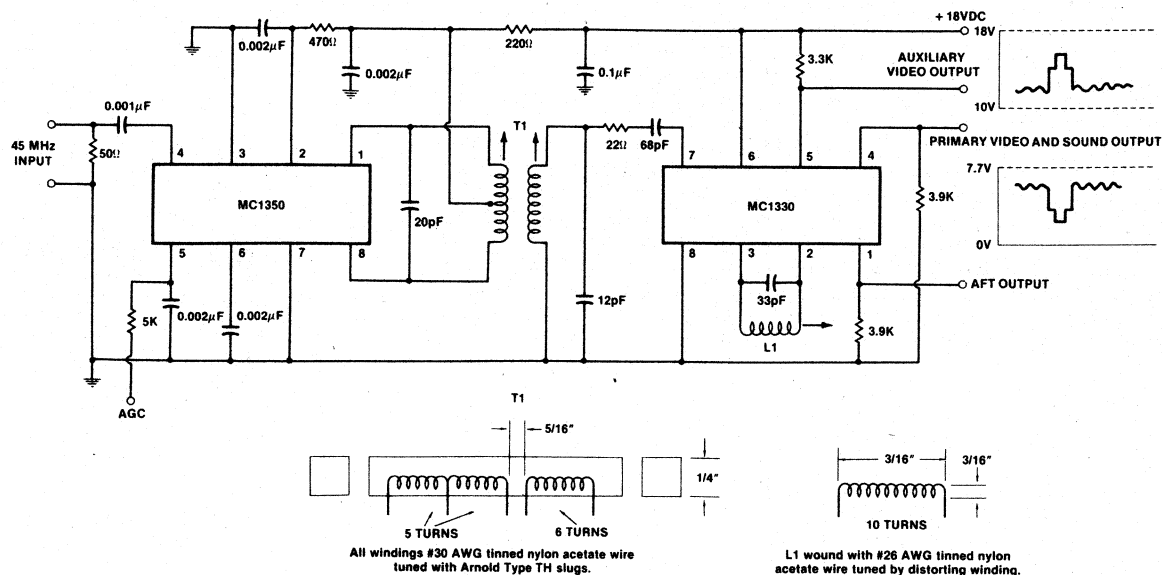 + 18VDC
18V
0.002µF
470Ω
220Ω
3.3K
AUXILIARY
VIDEO OUTPUT
0.002µF
0.1µF
10V
0.001µF
T1
45 MHz
INPUT
50Ω
22Ω
68pF
PRIMARY VIDEO AND SOUND OUTPUT
4
3
2
1
7
6
5
4
7.7V
MC1350
20pF
MC1330
3.9K
0V
5
6
7
8
8
3
2
1
AFT OUTPUT
5K
0.002µF
0.002µF
12pF
33pF
3.9K
L1
AGC
T1
5/16"
3/16"
3/16"
1/4"
5 TURNS
6 TURNS
10 TURNS
All windings #30 AWG tinned nylon acetate wire
tuned with Arnold Type TH slugs.
L1 wound with #26 AWG tinned nylon
acetate wire tuned by distorting winding.